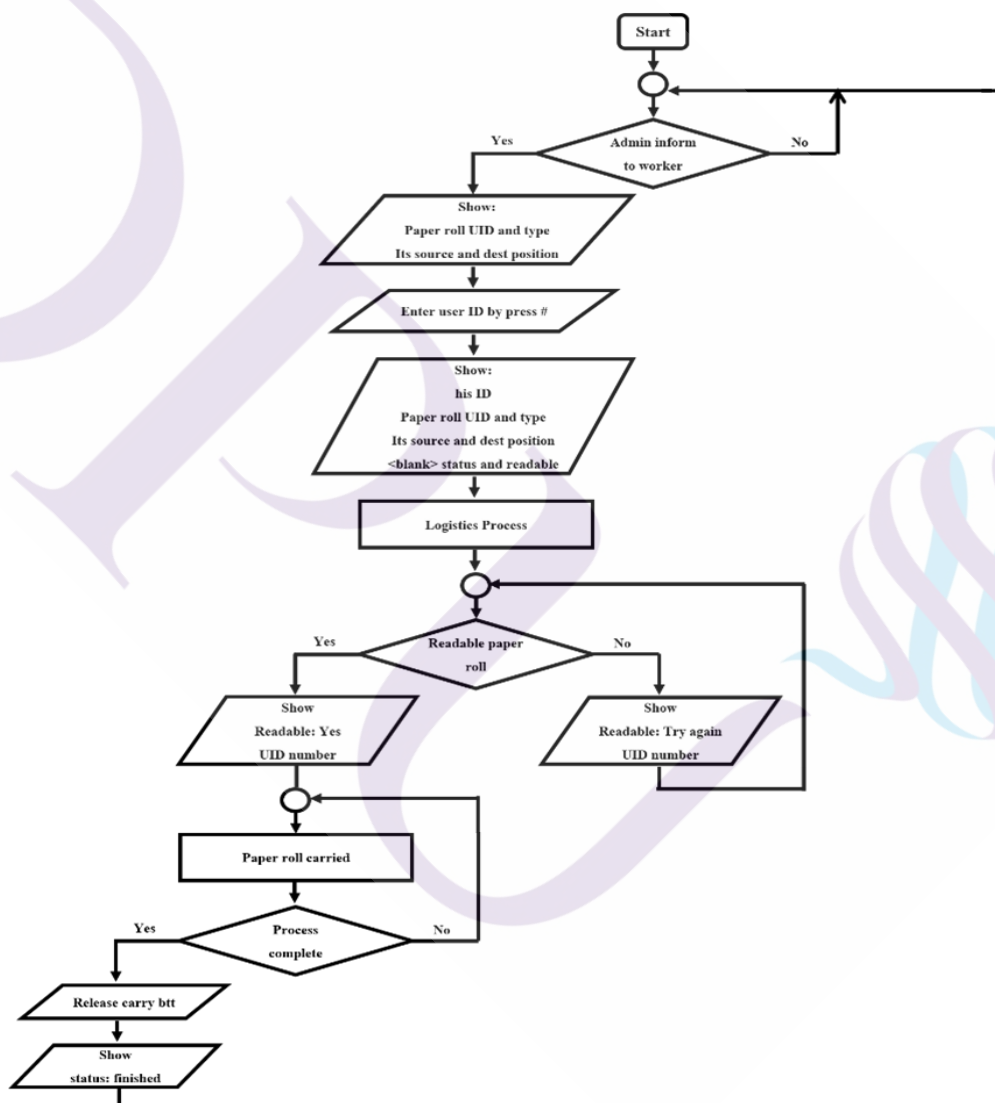 Start
Admin inform
to worker
Yes
No
Show:
Paper roll UID and type
Its source and dest position
Enter user ID by press #
Show:
his ID
Paper roll UID and type
Its source and dest position
<blank> status and readable
Logistics Process
Readable paper
roll
Yes
No
Show
Readable: Yes
UID number
Show
Readable: Try again
UID number
Paper roll carried
Process
complete
Yes
No
Release carry btt
Show
status: finished